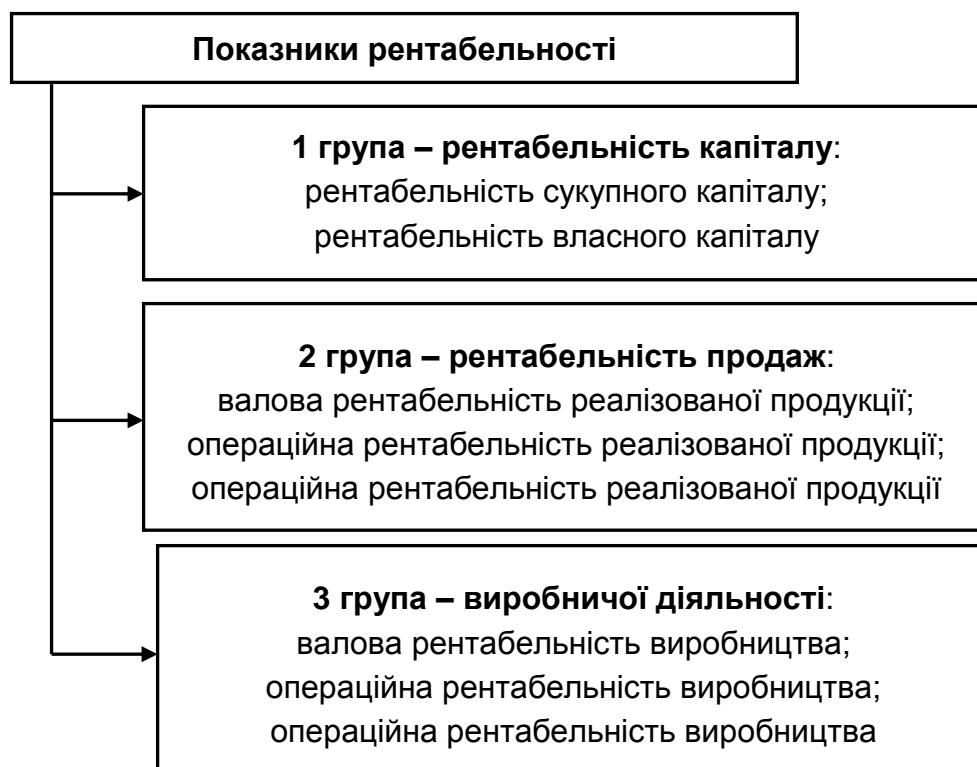 Показники рентабельності
1 група – рентабельність капіталу:
рентабельність сукупного капіталу;
рентабельність власного капіталу
2 група – рентабельність продаж:
валова рентабельність реалізованої продукції;
операційна рентабельність реалізованої продукції;
операційна рентабельність реалізованої продукції
3 група – виробничої діяльності:
валова рентабельність виробництва;
операційна рентабельність виробництва;
операційна рентабельність виробництва